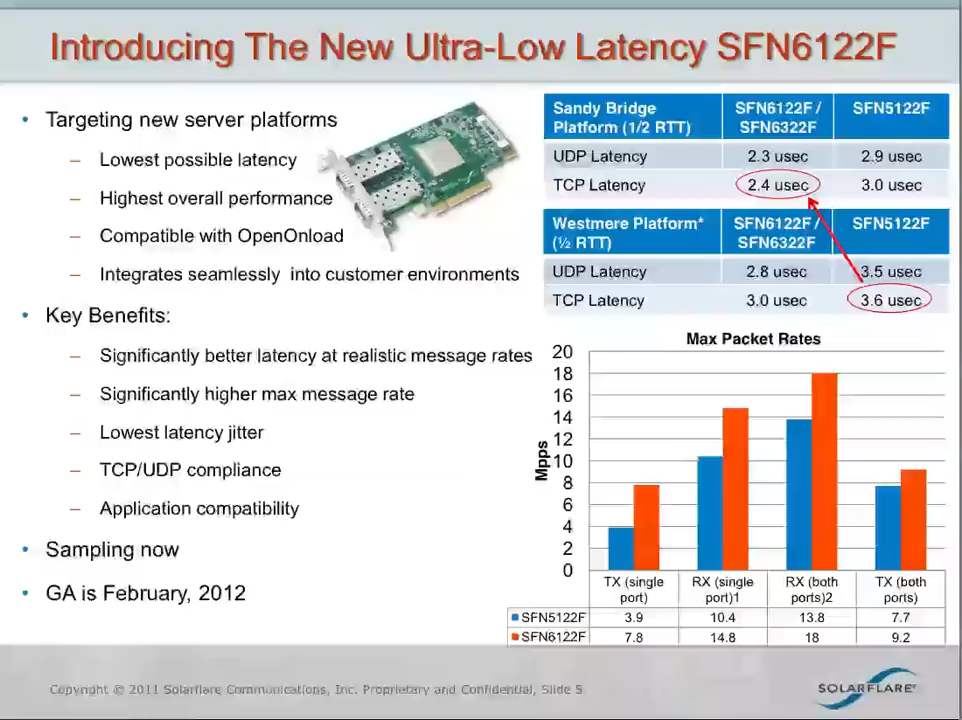 Introducing The New Ultra-Low Latency SFN6122F
• Targeting new server platforms
– Lowest possible latency
– Highest overall performance
– Compatible with OpenOnload
– Integrates seamlessly into customer environments
• Key Benefits:
– Significantly better latency at realistic message rates
– Significantly higher max message rate
– Lowest latency jitter
– TCP/UDP compliance
– Application compatibility
• Sampling now
• GA is February, 2012
Sandy Bridge Platform (1/2 RTT) SFN6122F / SFN6322F SFN5122F
UDP Latency 2.3 usec 2.9 usec
TCP Latency 2.4 usec 3.0 usec
Westmere Platform* (½ RTT) SFN6122F / SFN6322F SFN5122F
UDP Latency 2.8 usec 3.5 usec
TCP Latency 3.0 usec 3.6 usec
Max Packet Rates
Mpps
20
18
16
14
12
10
8
6
4
2
0
TX (single port) RX (single port)1 RX (both ports)2 TX (both ports)
SFN5122F 3.9 10.4 13.8 7.7
SFN6122F 7.8 14.8 18 9.2
Copyright © 2011 Solarflare Communications, Inc. Proprietary and Confidential, Slide 5
SOLARFLARE®